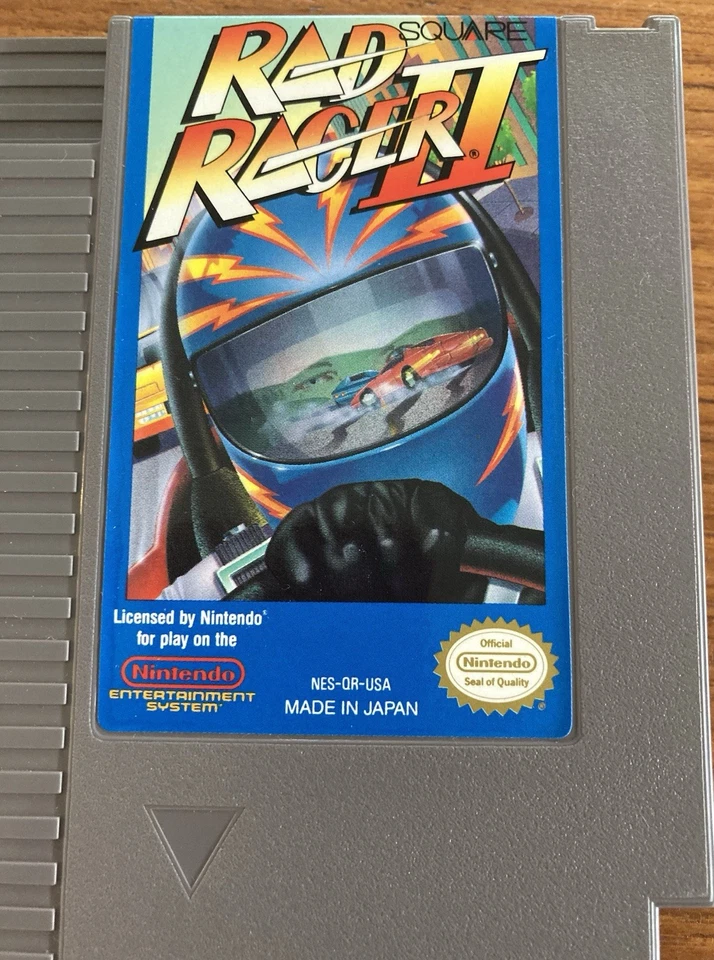 SQUARE
RAD
RACER II®
Licensed by Nintendo®
for play on the
Nintendo
ENTERTAINMENT
SYSTEM™
NES-QR-USA
MADE IN JAPAN
Official
Nintendo
Seal of Quality
®